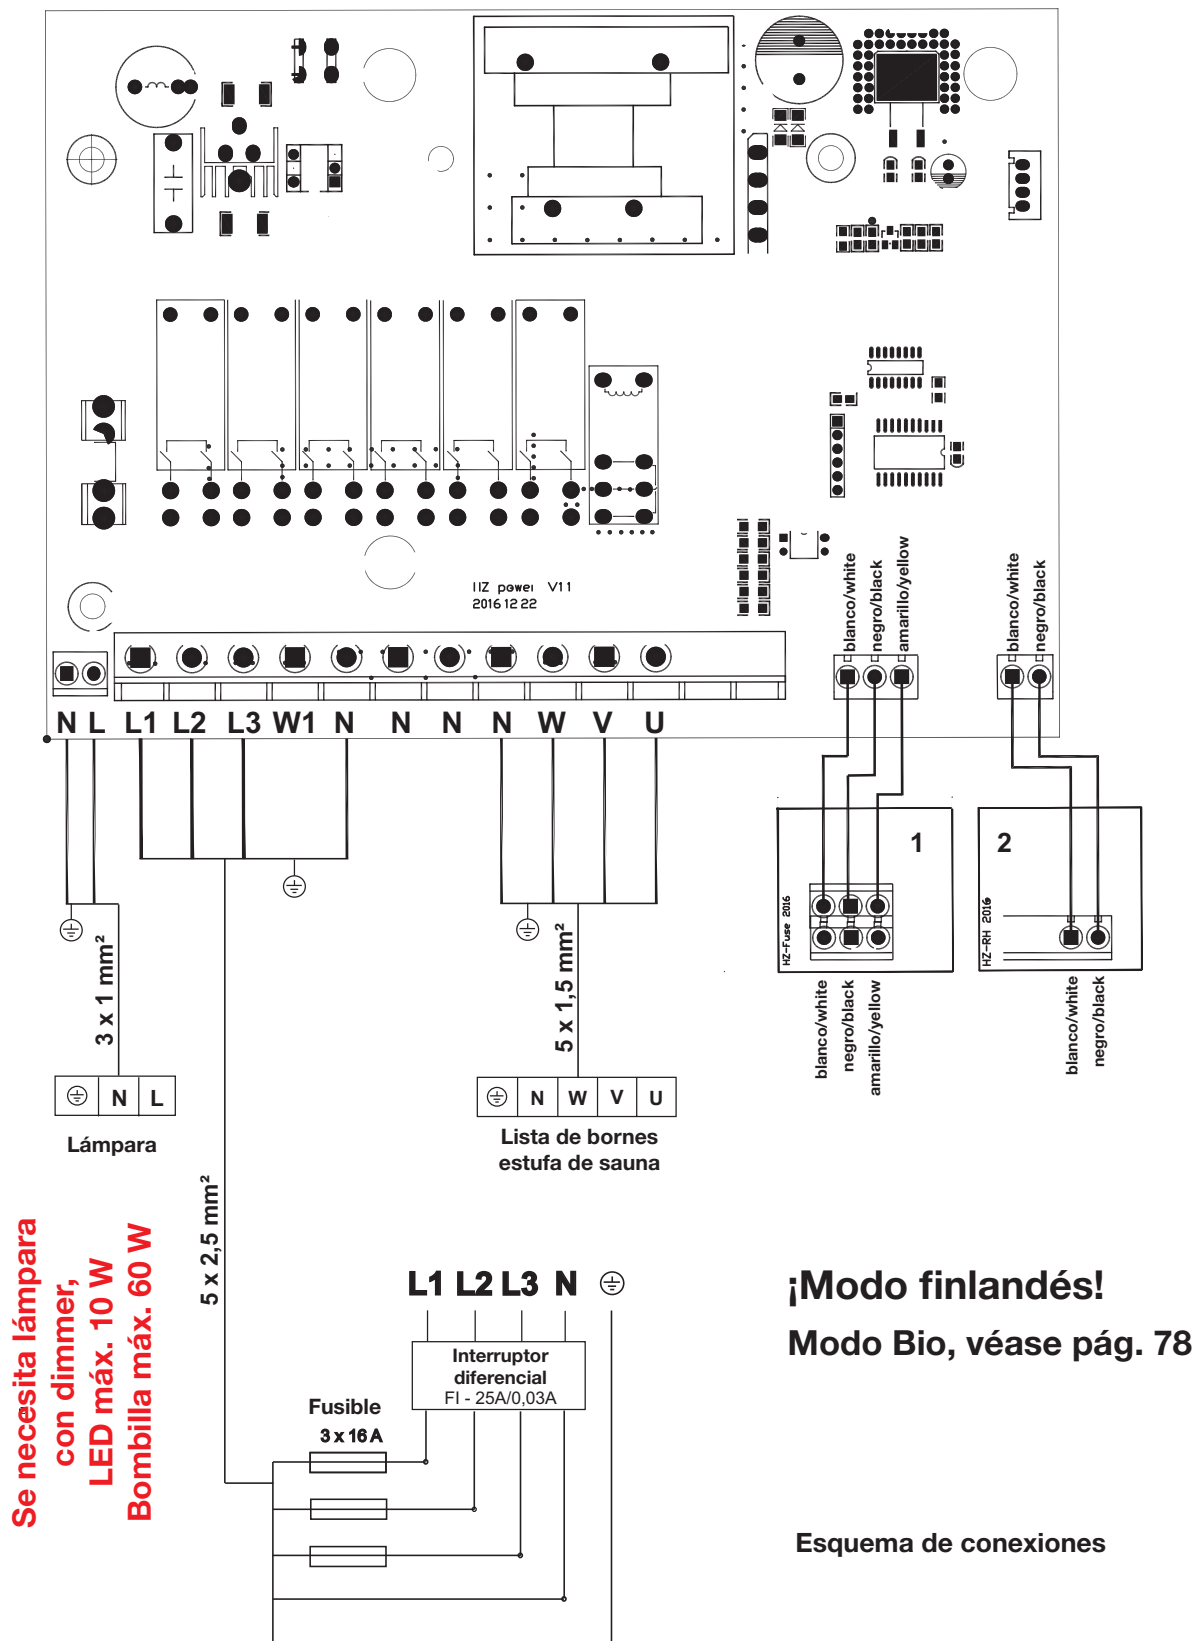 IIZ power V11
2016 12 22
blanco/white
negro/black
amarillo/yellow
blanco/white
negro/black
N L L1 L2 L3 W1 N N N N W V U
1
2
HZ-Fuse 2016
HZ-RH 2016
blanco/white
negro/black
amarillo/yellow
blanco/white
negro/black
3 x 1 mm²
5 x 1,5 mm²
N L
Lámpara
N W V U
Lista de bornes
estufa de sauna
5 x 2,5 mm²
Se necesita lámpara
con dimmer,
LED máx. 10 W
Bombilla máx. 60 W
L1 L2 L3 N
Interruptor
diferencial
FI - 25A/0,03A
Fusible
3 x 16 A
¡Modo finlandés!
Modo Bio, véase pág. 78
Esquema de conexiones